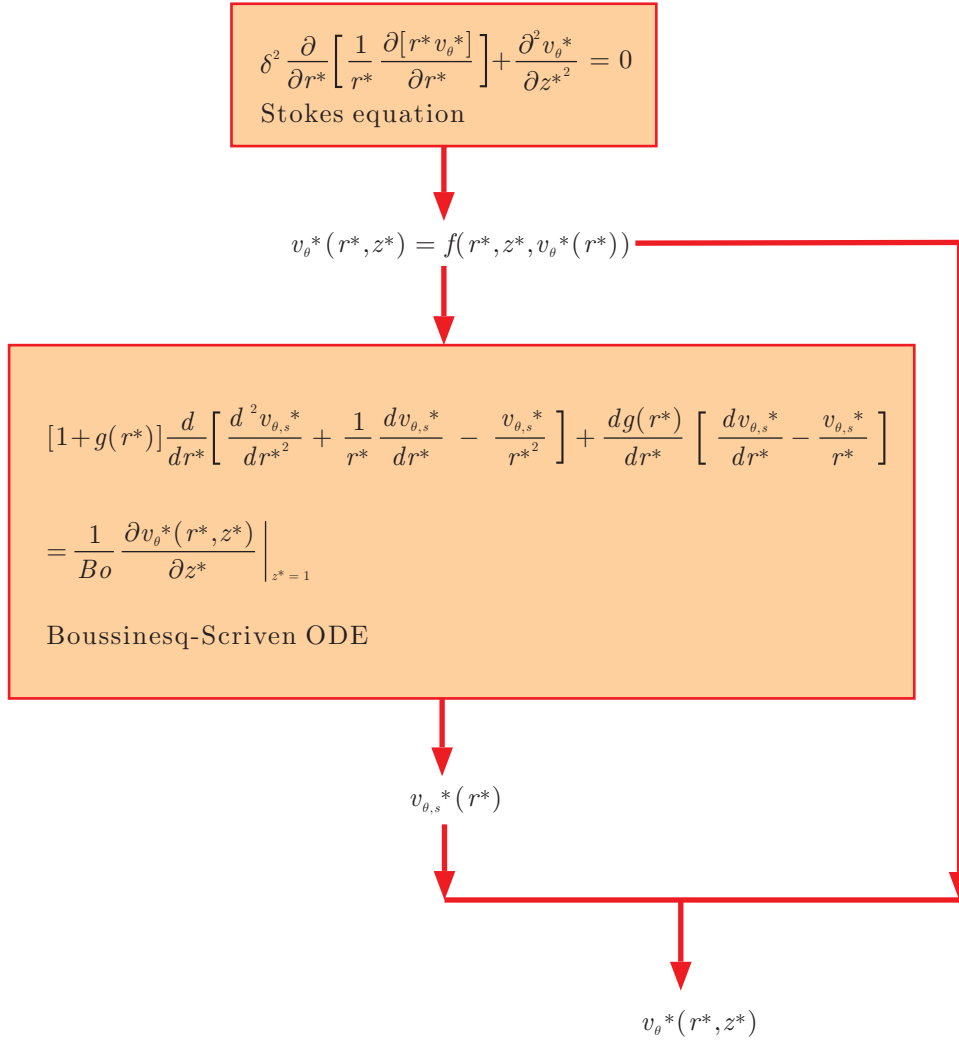 δ² ∂/∂r* [ 1/r* ∂[r* v_θ*]/∂r* ] + ∂²v_θ*/∂z*² = 0
Stokes equation
v_θ*(r*,z*) = f(r*,z*,v_θ*(r*))
[1+g(r*)] d/dr* [ d²v_θ,s*/dr*² + 1/r* dv_θ,s*/dr* − v_θ,s*/r*² ] + dg(r*)/dr* [ dv_θ,s*/dr* − v_θ,s*/r* ]
= 1/Bo ∂v_θ*(r*,z*)/∂z* |_z*=1
Boussinesq-Scriven ODE
v_θ,s*(r*)
v_θ*(r*,z*)